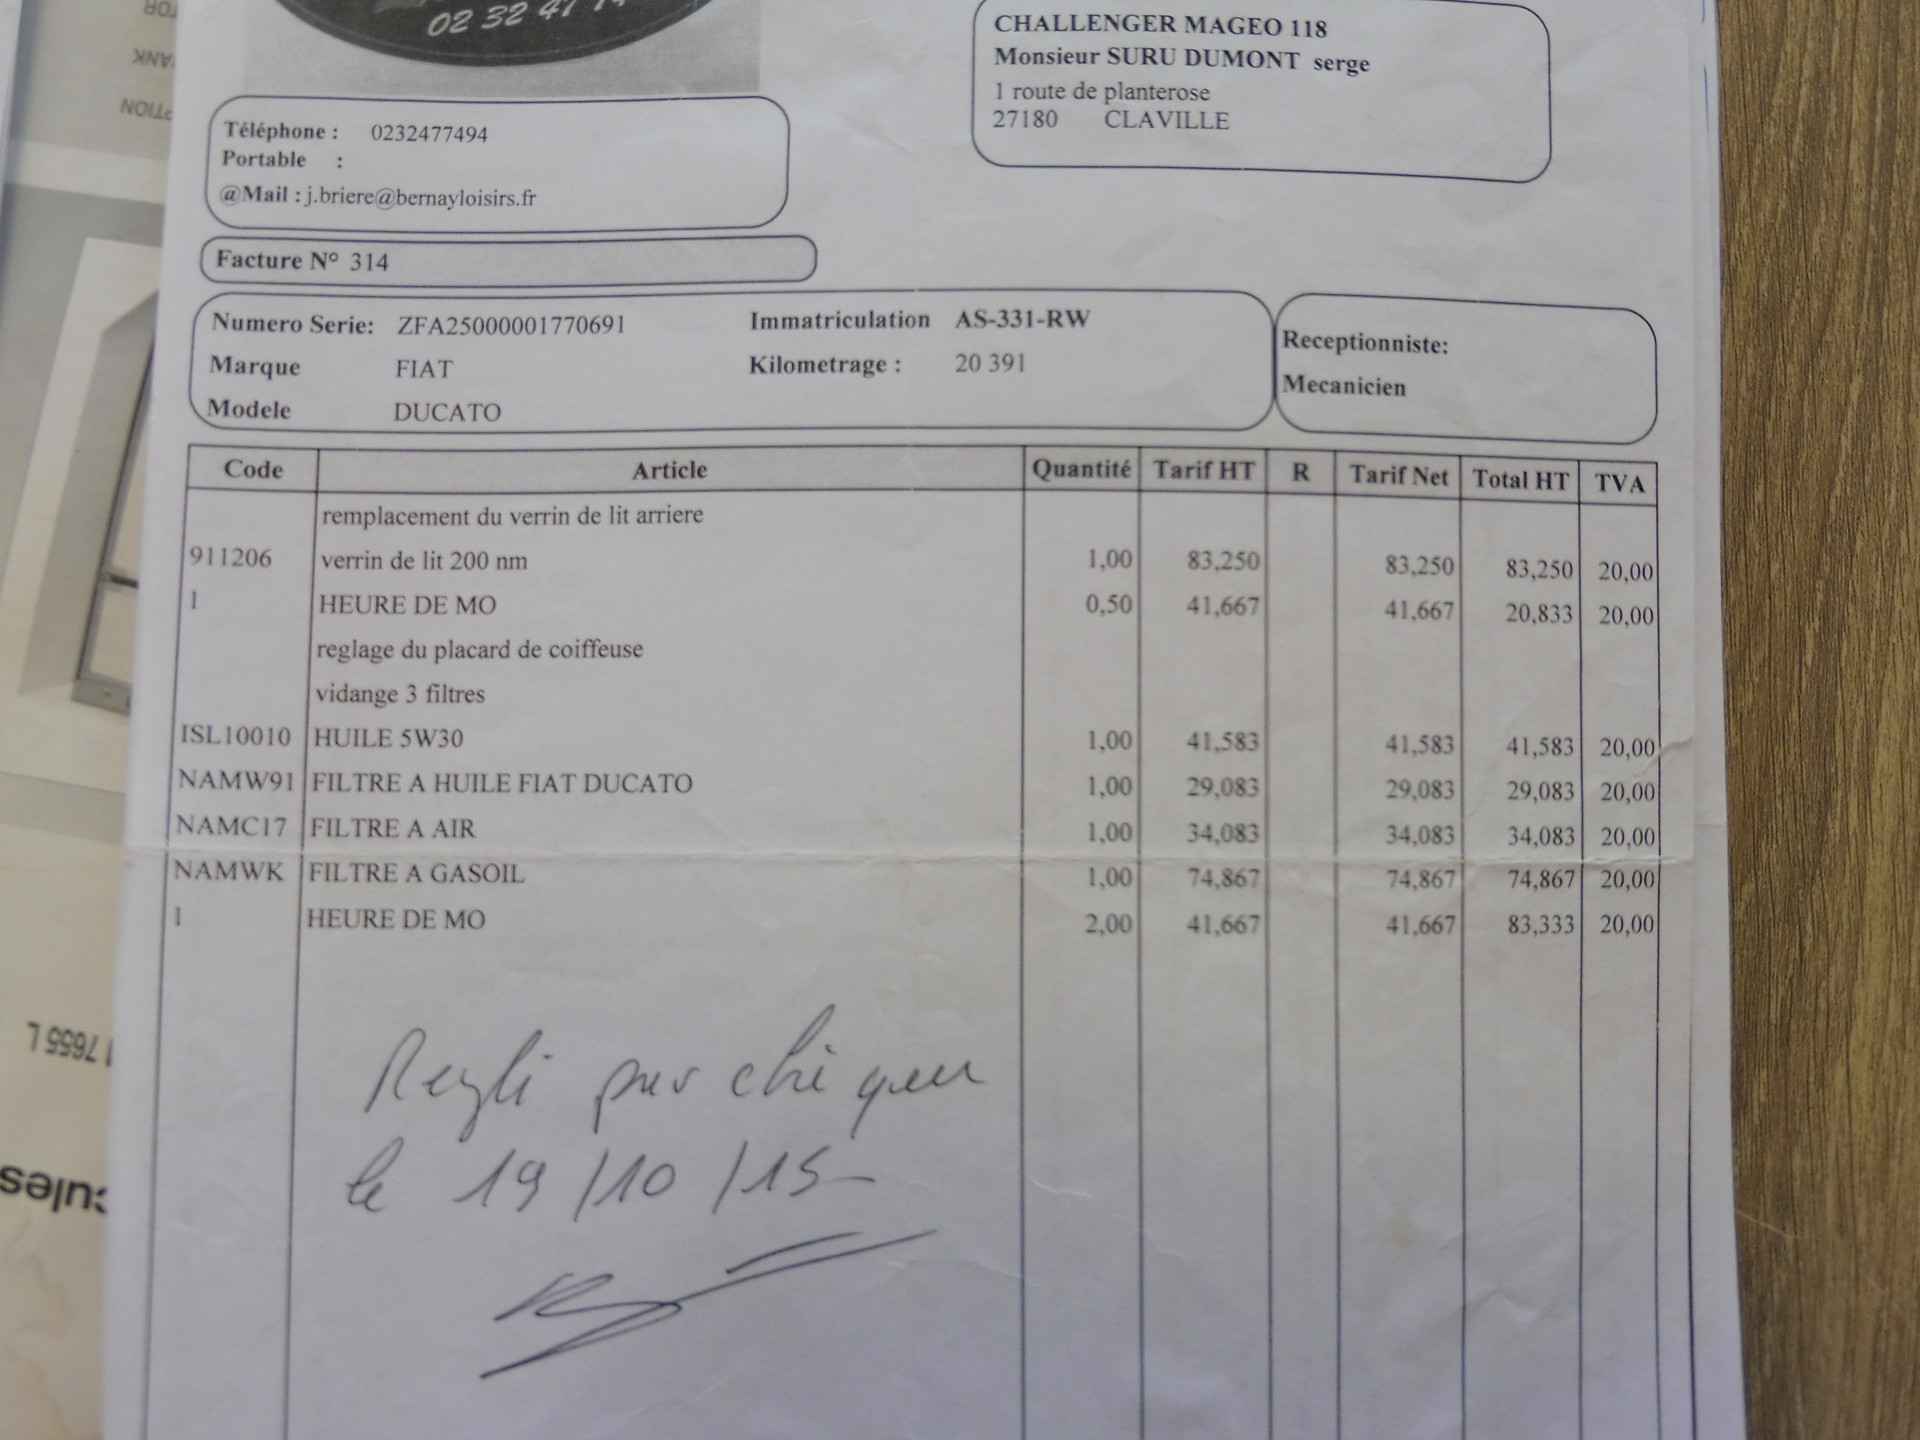 02 32 47 74
CHALLENGER MAGEO 118
Monsieur SURU DUMONT serge
1 route de planterose
27180 CLAVILLE
Téléphone : 0232477494
Portable :
@Mail : j.briere@bernayloisirs.fr
Facture N° 314
Numero Serie: ZFA25000001770691 Immatriculation AS-331-RW
Marque FIAT Kilometrage : 20 391
Modele DUCATO
Receptionniste:
Mecanicien
Code Article Quantité Tarif HT R Tarif Net Total HT TVA
remplacement du verrin de lit arriere
911206 verrin de lit 200 nm 1,00 83,250 83,250 83,250 20,00
1 HEURE DE MO 0,50 41,667 41,667 20,833 20,00
reglage du placard de coiffeuse
vidange 3 filtres
ISL10010 HUILE 5W30 1,00 41,583 41,583 41,583 20,00
NAMW91 FILTRE A HUILE FIAT DUCATO 1,00 29,083 29,083 29,083 20,00
NAMC17 FILTRE A AIR 1,00 34,083 34,083 34,083 20,00
NAMWK FILTRE A GASOIL 1,00 74,867 74,867 74,867 20,00
1 HEURE DE MO 2,00 41,667 41,667 83,333 20,00
Reglé par chèque
le 19/10/15
7655 L
cules